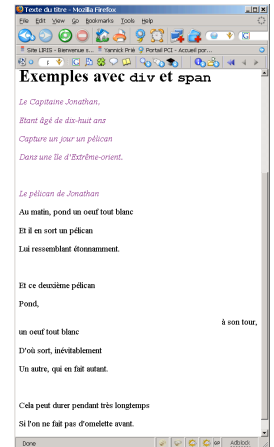 Texte du titre - Mozilla Firefox
File Edit View Go Bookmarks Tools Help
Site LIRIS - Bienvenue s... Yannick Prié Portail PCI - Accueil por...
Exemples avec div et span
Le Capitaine Jonathan,
Etant âgé de dix-huit ans
Capture un jour un pélican
Dans une île d'Extrême-orient.
Le pélican de Jonathan
Au matin, pond un oeuf tout blanc
Et il en sort un pélican
Lui ressemblant étonnamment.
Et ce deuxième pélican
Pond,
à son tour,
un oeuf tout blanc
D'où sort, inévitablement
Un autre, qui en fait autant.
Cela peut durer pendant très longtemps
Si l'on ne fait pas d'omelette avant.
Done Adblock